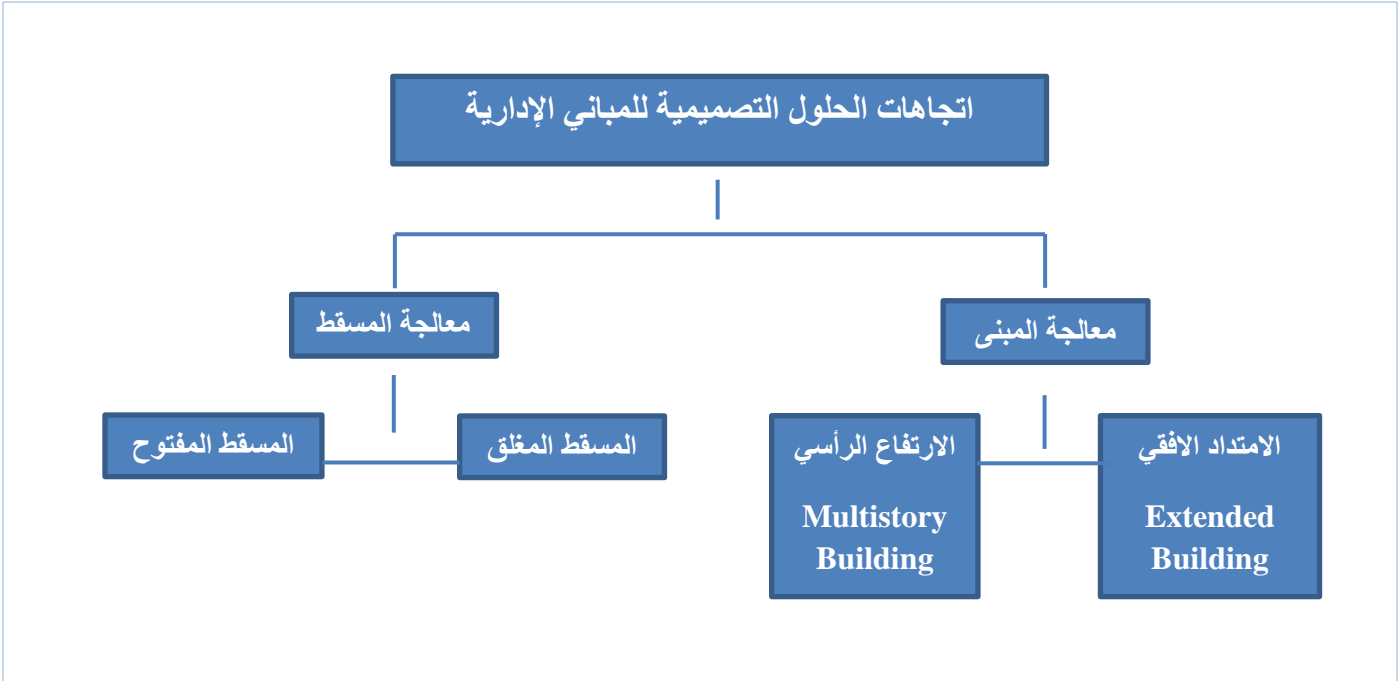 اتجاهات الحلول التصميمية للمباني الإدارية
معالجة المبنى
معالجة المسقط
الامتداد الافقي
Extended
Building
الارتفاع الرأسي
Multistory
Building
المسقط المغلق
المسقط المفتوح